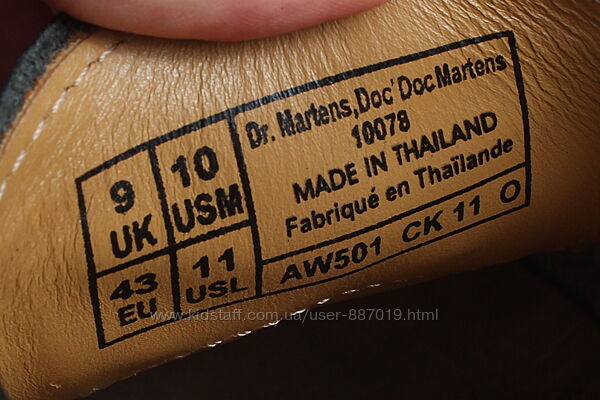 9 UK
10 USM
43 EU
11 USL
Dr. Martens, Doc' Doc Martens
10078
MADE IN THAILAND
Fabriqué en Thaïlande
AW501 CK 11 O
www.kidstaff.com.ua/user-887019.html